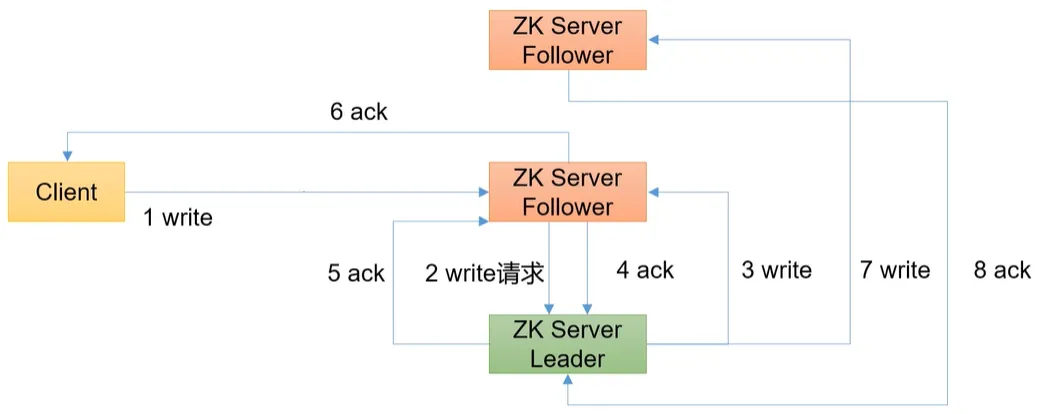 ZK Server
Follower
6 ack
Client
1 write
ZK Server
Follower
5 ack
2 write请求
4 ack
3 write
7 write
8 ack
ZK Server
Leader